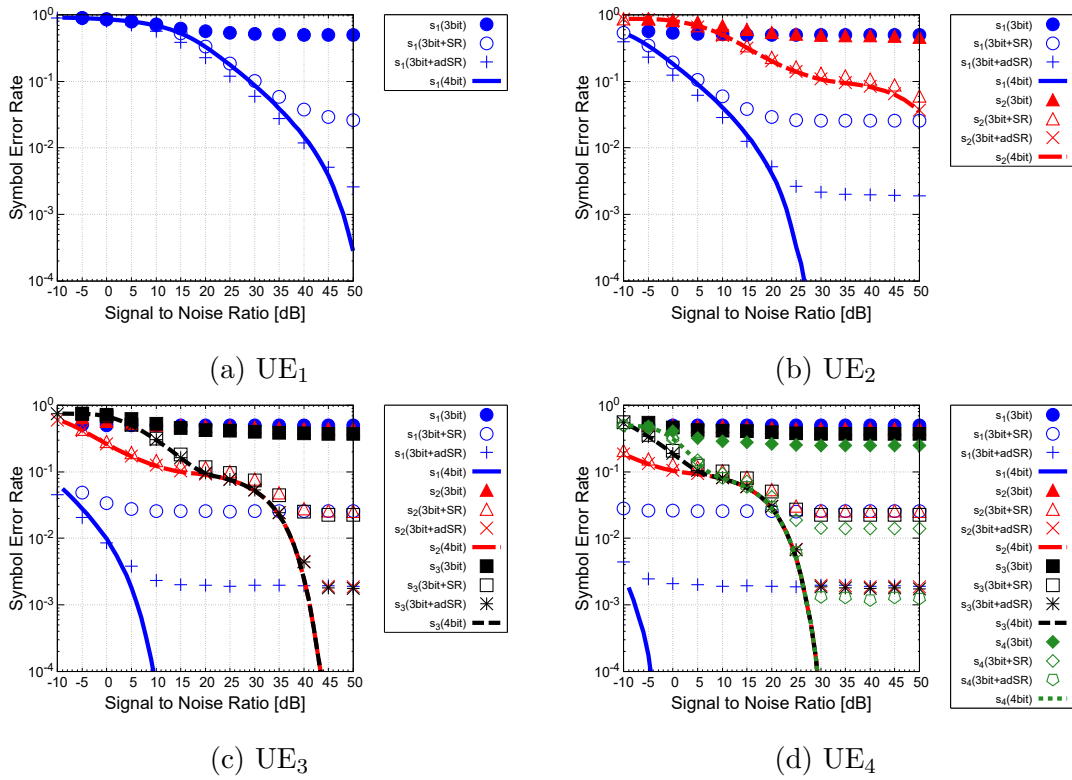 Symbol Error Rate
10^0
10^-1
10^-2
10^-3
10^-4
-10 -5 0 5 10 15 20 25 30 35 40 45 50
Signal to Noise Ratio [dB]
s1(3bit)
s1(3bit+SR)
s1(3bit+adSR)
s1(4bit)
(a) UE1
Symbol Error Rate
10^0
10^-1
10^-2
10^-3
10^-4
-10 -5 0 5 10 15 20 25 30 35 40 45 50
Signal to Noise Ratio [dB]
s1(3bit)
s1(3bit+SR)
s1(3bit+adSR)
s1(4bit)
s2(3bit)
s2(3bit+SR)
s2(3bit+adSR)
s2(4bit)
(b) UE2
Symbol Error Rate
10^0
10^-1
10^-2
10^-3
10^-4
-10 -5 0 5 10 15 20 25 30 35 40 45 50
Signal to Noise Ratio [dB]
s1(3bit)
s1(3bit+SR)
s1(3bit+adSR)
s1(4bit)
s2(3bit)
s2(3bit+SR)
s2(3bit+adSR)
s2(4bit)
s3(3bit)
s3(3bit+SR)
s3(3bit+adSR)
s3(4bit)
(c) UE3
Symbol Error Rate
10^0
10^-1
10^-2
10^-3
10^-4
-10 -5 0 5 10 15 20 25 30 35 40 45 50
Signal to Noise Ratio [dB]
s1(3bit)
s1(3bit+SR)
s1(3bit+adSR)
s1(4bit)
s2(3bit)
s2(3bit+SR)
s2(3bit+adSR)
s2(4bit)
s3(3bit)
s3(3bit+SR)
s3(3bit+adSR)
s3(4bit)
s4(3bit)
s4(3bit+SR)
s4(3bit+adSR)
s4(4bit)
(d) UE4